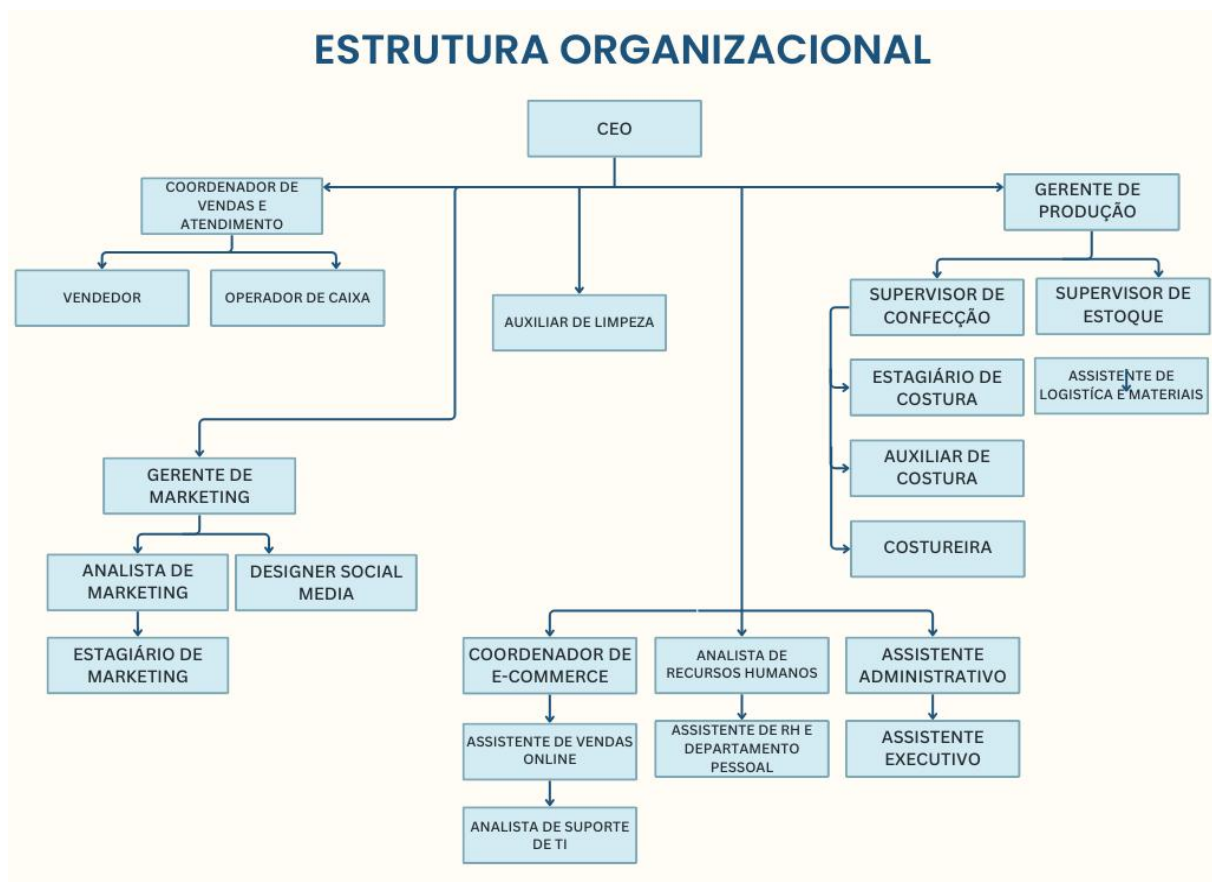 ESTRUTURA ORGANIZACIONAL
CEO
COORDENADOR DE
VENDAS E
ATENDIMENTO
GERENTE DE
PRODUÇÃO
VENDEDOR
OPERADOR DE CAIXA
AUXILIAR DE LIMPEZA
SUPERVISOR DE
CONFECÇÃO
SUPERVISOR DE
ESTOQUE
ESTAGIÁRIO DE
COSTURA
ASSISTENTE DE
LOGISTÍCA E MATERIAIS
AUXILIAR DE
COSTURA
COSTUREIRA
GERENTE DE
MARKETING
ANALISTA DE
MARKETING
DESIGNER SOCIAL
MEDIA
ESTAGIÁRIO DE
MARKETING
COORDENADOR DE
E-COMMERCE
ANALISTA DE
RECURSOS HUMANOS
ASSISTENTE
ADMINISTRATIVO
ASSISTENTE DE VENDAS
ONLINE
ASSISTENTE DE RH E
DEPARTAMENTO
PESSOAL
ASSISTENTE
EXECUTIVO
ANALISTA DE SUPORTE
DE TI